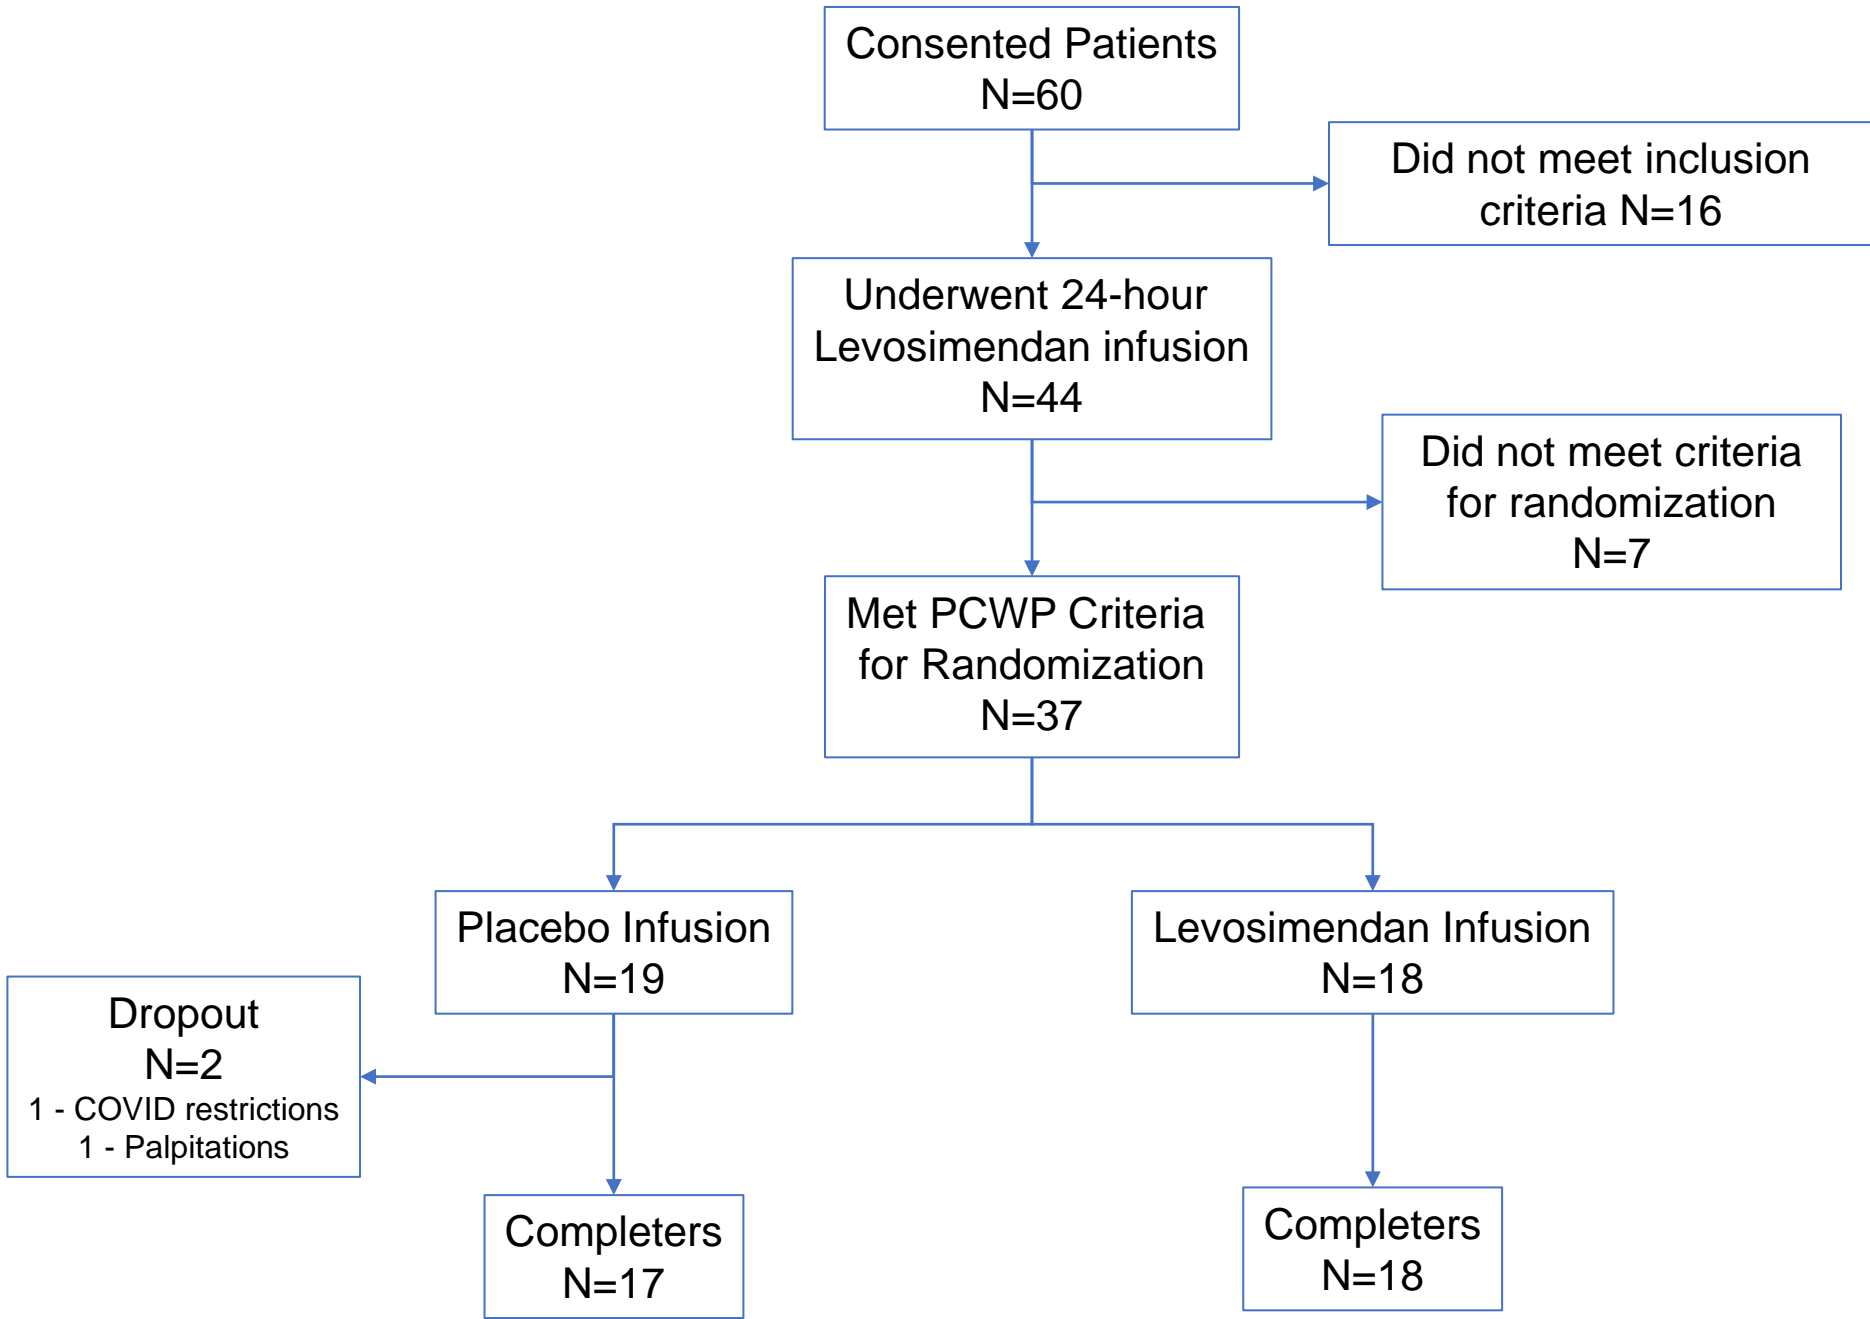 Consented Patients
N=60
Did not meet inclusion
criteria N=16
Underwent 24-hour
Levosimendan infusion
N=44
Did not meet criteria
for randomization
N=7
Met PCWP Criteria
for Randomization
N=37
Placebo Infusion
N=19
Levosimendan Infusion
N=18
Dropout
N=2
1 - COVID restrictions
1 - Palpitations
Completers
N=17
Completers
N=18